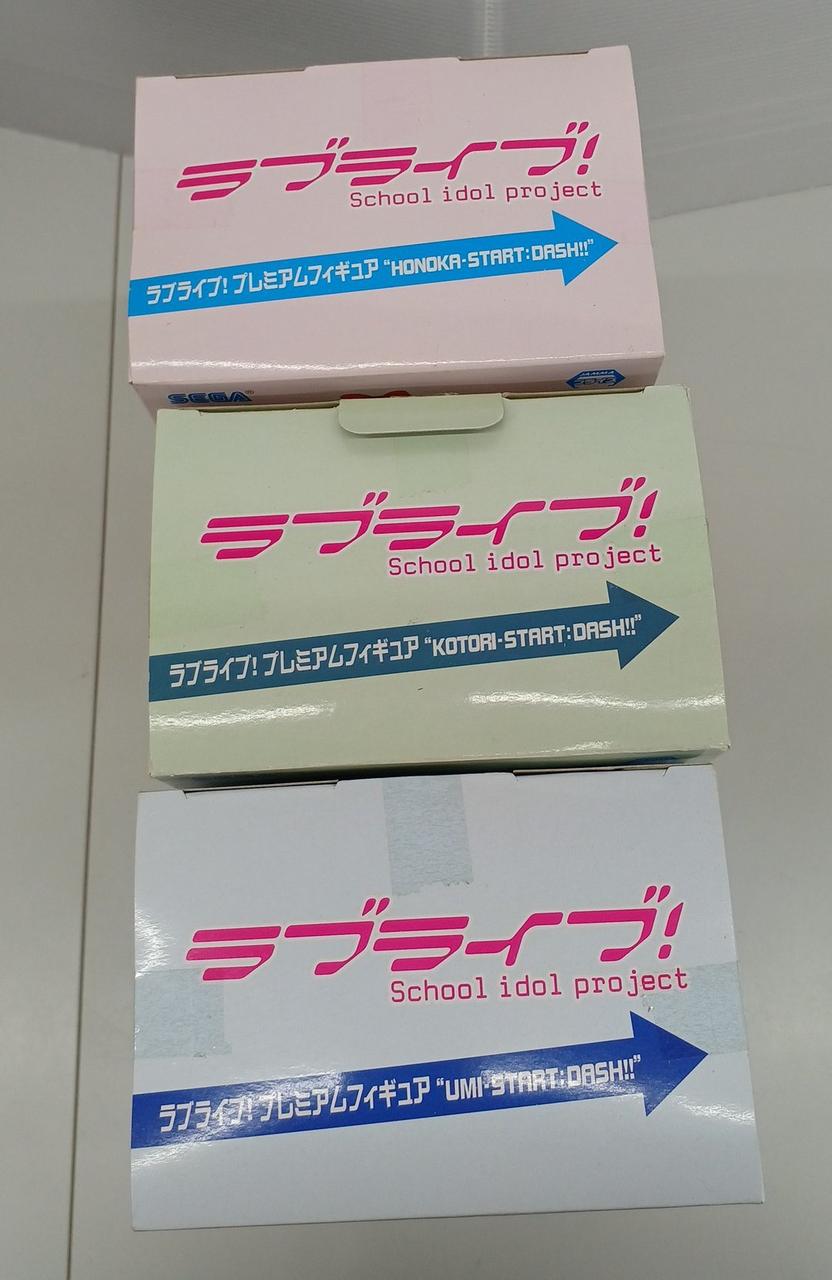 ラブライブ!
School idol project
ラブライブ! プレミアムフィギュア “HONOKA-START:DASH!!”
SEGA®
JAMMA
ラブライブ!
School idol project
ラブライブ! プレミアムフィギュア “KOTORI-START:DASH!!”
ラブライブ!
School idol project
ラブライブ! プレミアムフィギュア “UMI-START:DASH!!”